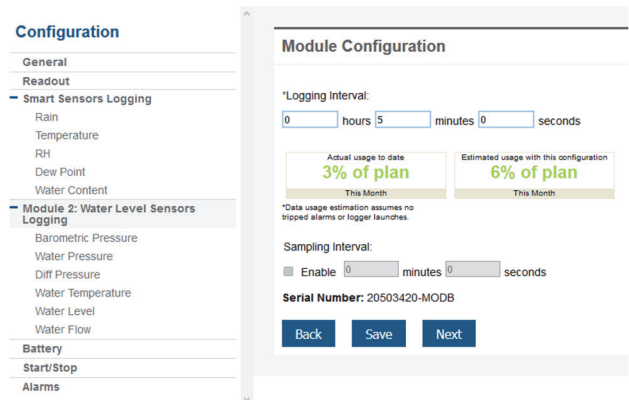 Configuration
General
Readout
Smart Sensors Logging
Rain
Temperature
RH
Dew Point
Water Content
Module 2: Water Level Sensors
Logging
Barometric Pressure
Water Pressure
Diff Pressure
Water Temperature
Water Level
Water Flow
Battery
Start/Stop
Alarms
Module Configuration
*Logging Interval:
0 hours 5 minutes 0 seconds
Actual usage to date
3% of plan
This Month
Estimated usage with this configuration
6% of plan
This Month
*Data usage estimation assumes no
tripped alarms or logger launches.
Sampling Interval:
Enable 0 minutes 0 seconds
Serial Number: 20503420-MODB
Back Save Next